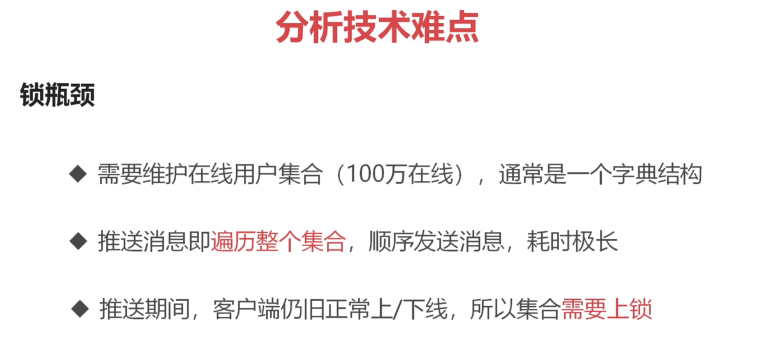 分析技术难点
锁瓶颈
◆ 需要维护在线用户集合（100万在线），通常是一个字典结构
◆ 推送消息即遍历整个集合，顺序发送消息，耗时极长
◆ 推送期间，客户端仍旧正常上/下线，所以集合需要上锁